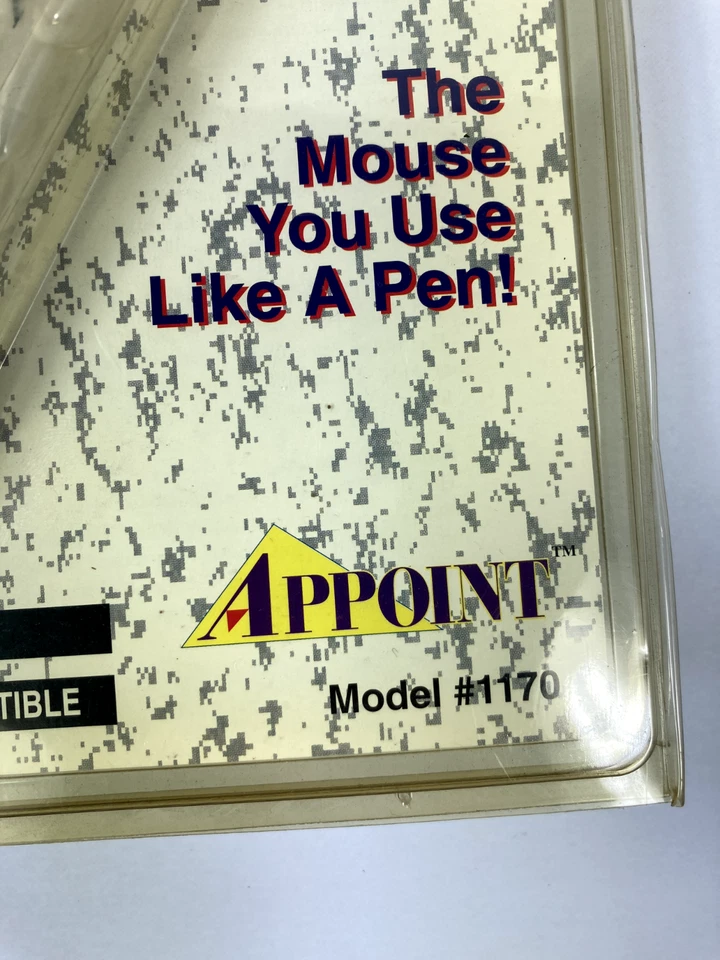 The
Mouse
You Use
Like A Pen!
APPOINT™
Model #1170
TIBLE